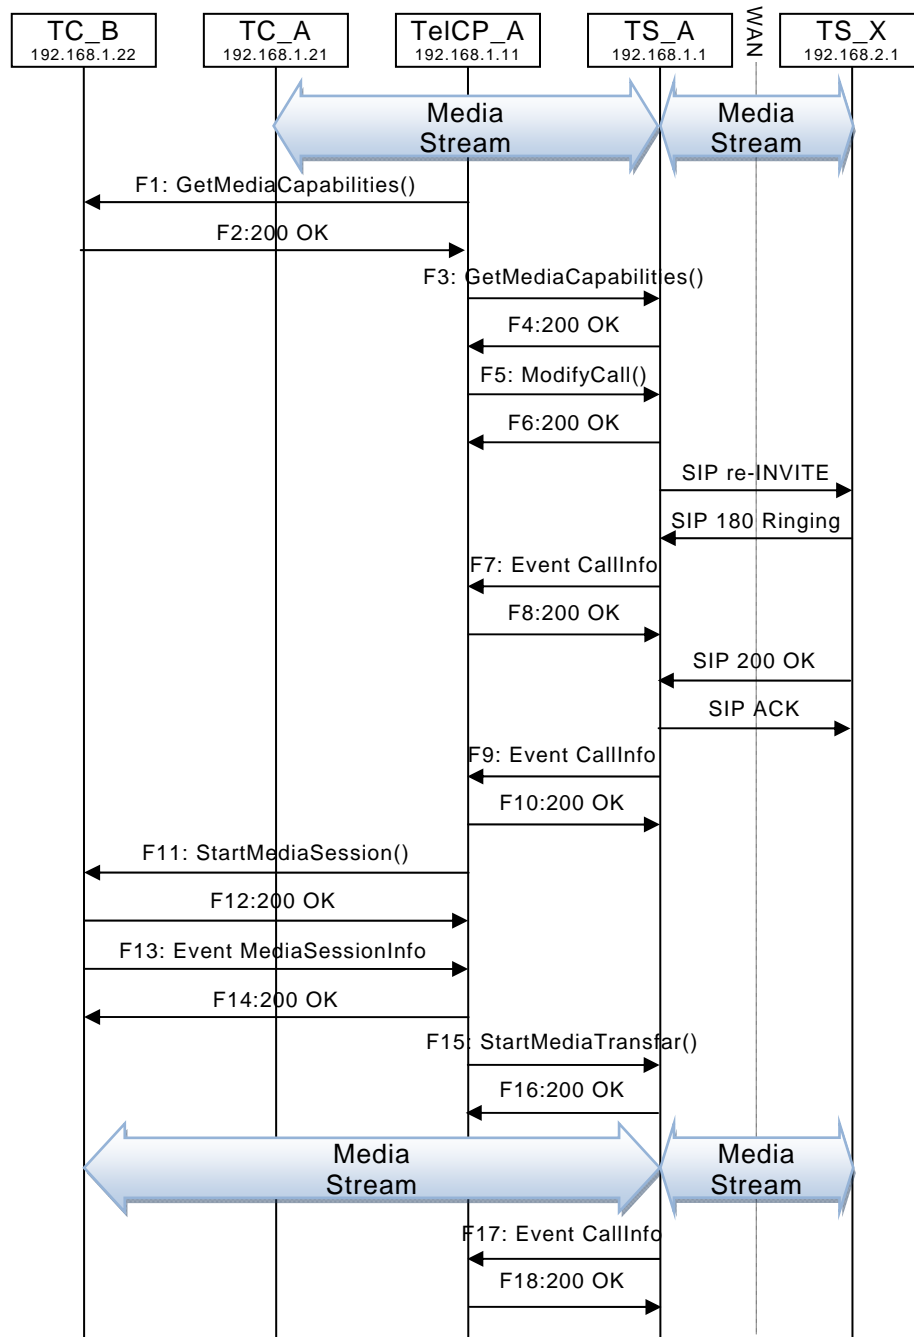 TC_B
192.168.1.22
TC_A
192.168.1.21
TelCP_A
192.168.1.11
TS_A
192.168.1.1
WAN
TS_X
192.168.2.1
Media
Stream
Media
Stream
F1: GetMediaCapabilities()
F2:200 OK
F3: GetMediaCapabilities()
F4:200 OK
F5: ModifyCall()
F6:200 OK
SIP re-INVITE
SIP 180 Ringing
F7: Event CallInfo
F8:200 OK
SIP 200 OK
SIP ACK
F9: Event CallInfo
F10:200 OK
F11: StartMediaSession()
F12:200 OK
F13: Event MediaSessionInfo
F14:200 OK
F15: StartMediaTransfar()
F16:200 OK
Media
Stream
Media
Stream
F17: Event CallInfo
F18:200 OK